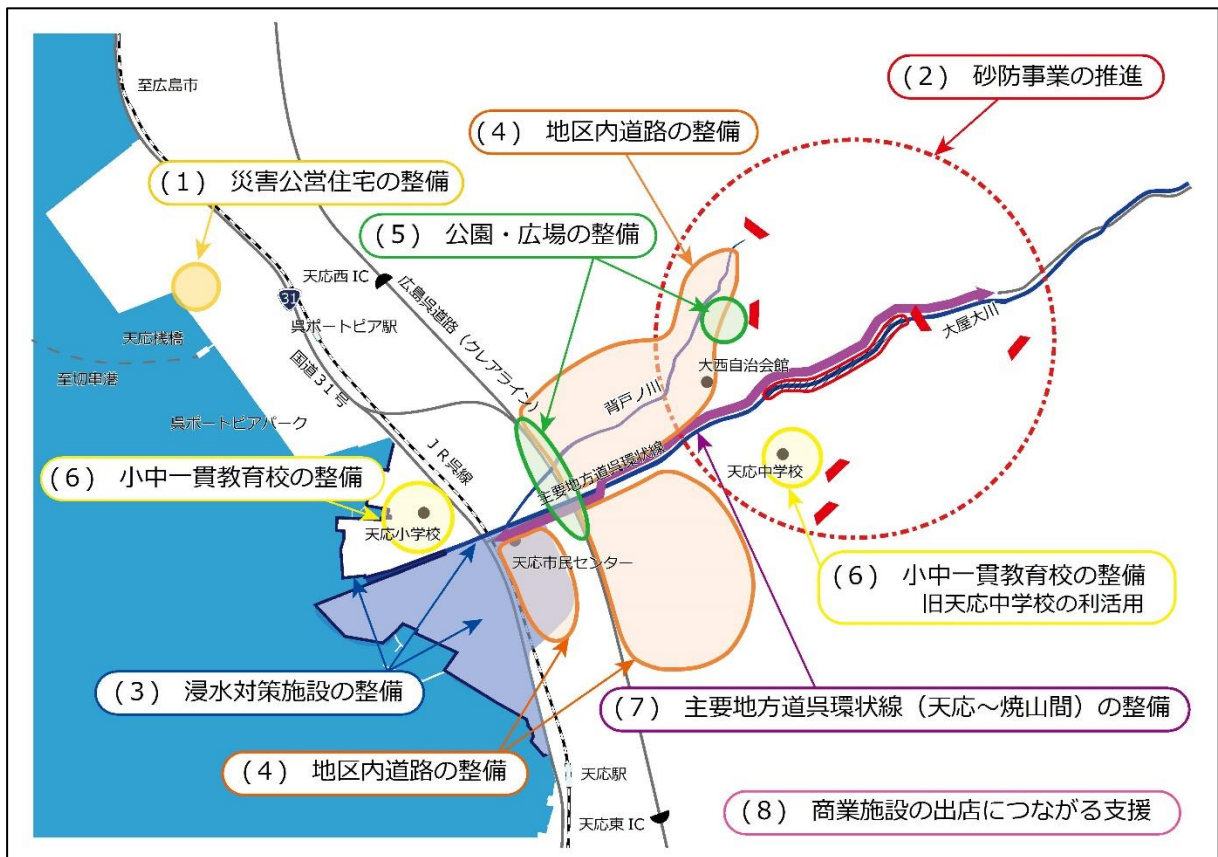 至広島市
(2) 砂防事業の推進
(4) 地区内道路の整備
(1) 災害公営住宅の整備
(5) 公園・広場の整備
天応西 IC
広島呉道路(クレアライン)
31
呉ポートピア駅
天応桟橋
至切串港
国道31号
大屋大川
大西自治会館
背戸ノ川
呉ポートピアパーク
JR呉線
主要地方道呉環状線
天応中学校
(6) 小中一貫教育校の整備
天応小学校
天応市民センター
(6) 小中一貫教育校の整備
旧天応中学校の利活用
(3) 浸水対策施設の整備
(7) 主要地方道呉環状線(天応~焼山間)の整備
(4) 地区内道路の整備
天応駅
(8) 商業施設の出店につながる支援
天応東 IC